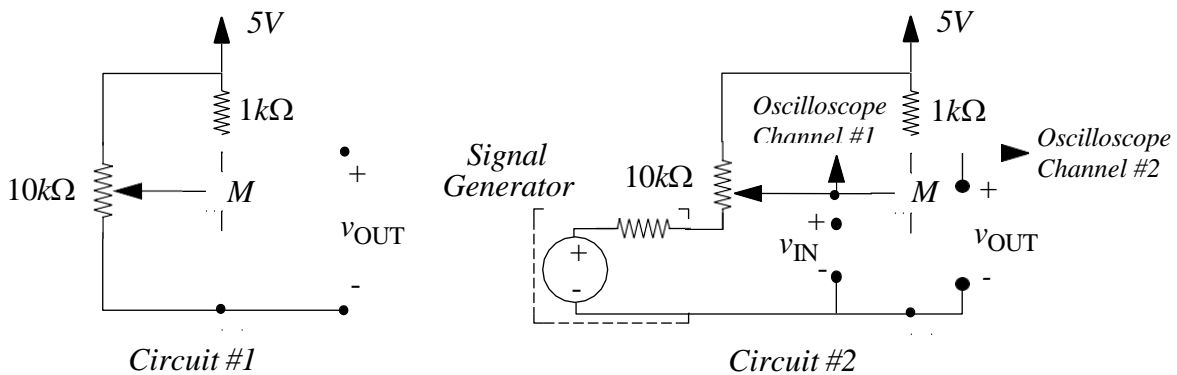 5V
1kΩ
10kΩ
M
+
vOUT
-
Circuit #1
5V
Oscilloscope
Channel #1
1kΩ
Oscilloscope
Channel #2
Signal
Generator
10kΩ
M
+
-
+
vIN
-
+
vOUT
-
Circuit #2